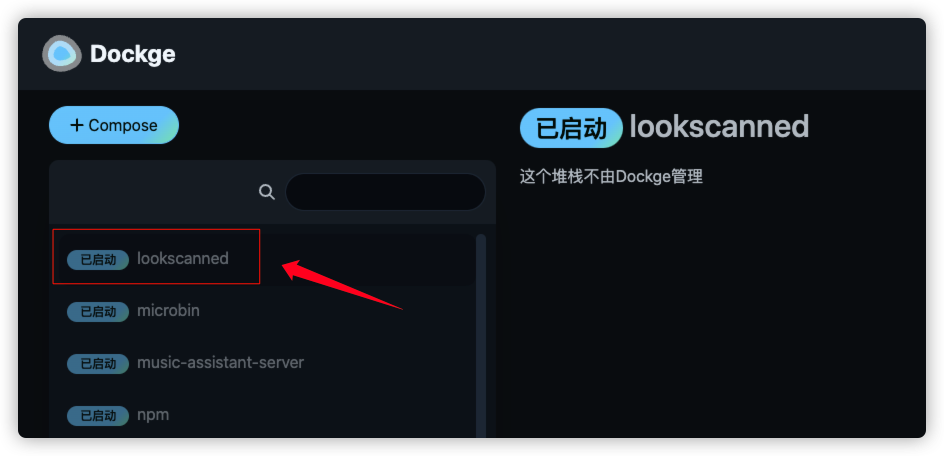 Dockge
+ Compose
已启动 lookscanned
这个堆栈不由Dockge管理
已启动 lookscanned
已启动 microbin
已启动 music-assistant-server
已启动 npm